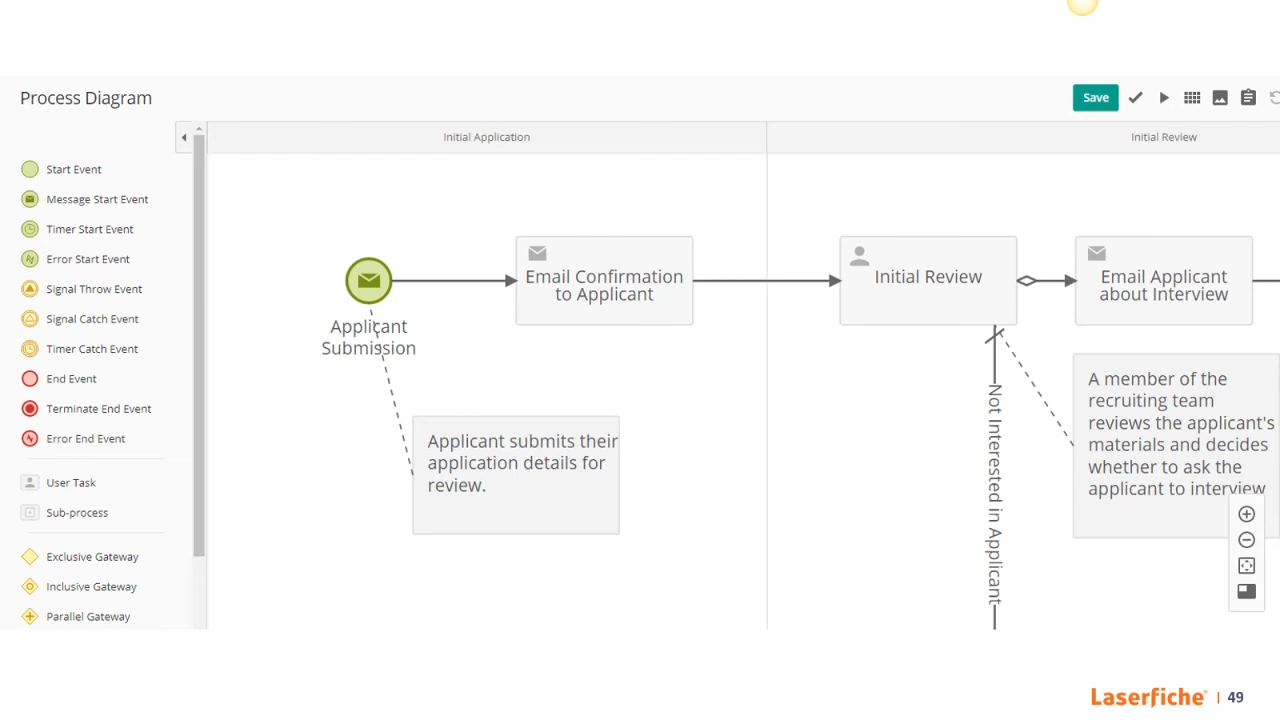 Process Diagram
Save
Initial Application
Initial Review
Start Event
Message Start Event
Timer Start Event
Error Start Event
Signal Throw Event
Signal Catch Event
Timer Catch Event
End Event
Terminate End Event
Error End Event
User Task
Sub-process
Exclusive Gateway
Inclusive Gateway
Parallel Gateway
Applicant
Submission
Email Confirmation
to Applicant
Applicant submits their
application details for
review.
Initial Review
Not Interested in Applicant
Email Applicant
about Interview
A member of the
recruiting team
reviews the applicant's
materials and decides
whether to ask the
applicant to interview
Laserfiche® | 49